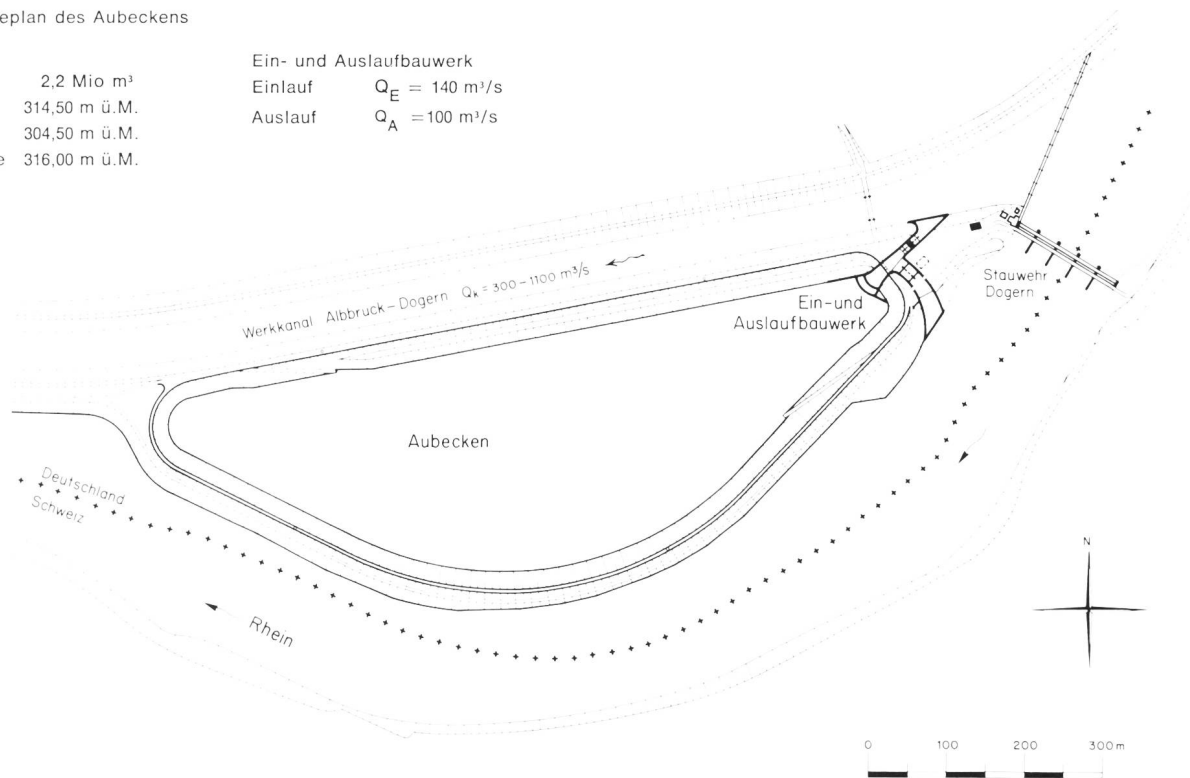 eplan des Aubeckens
2,2 Mio m³
314,50 m ü.M.
304,50 m ü.M.
e 316,00 m ü.M.
Ein- und Auslaufbauwerk
Einlauf Q_E = 140 m³/s
Auslauf Q_A = 100 m³/s
Werkkanal Albbruck-Dogern Q_k = 300-1100 m³/s
Stauwehr
Dogern
Ein- und
Auslaufbauwerk
Aubecken
Deutschland
Schweiz
Rhein
N
0 100 200 300 m